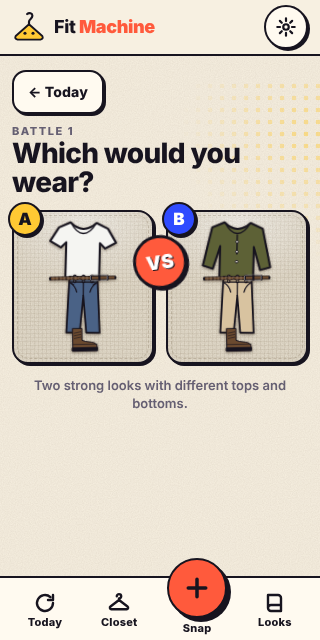 Fit Machine
← Today
BATTLE 1
Which would you
wear?
A
B
VS
Two strong looks with different tops and
bottoms.
Today
Closet
Snap
Looks